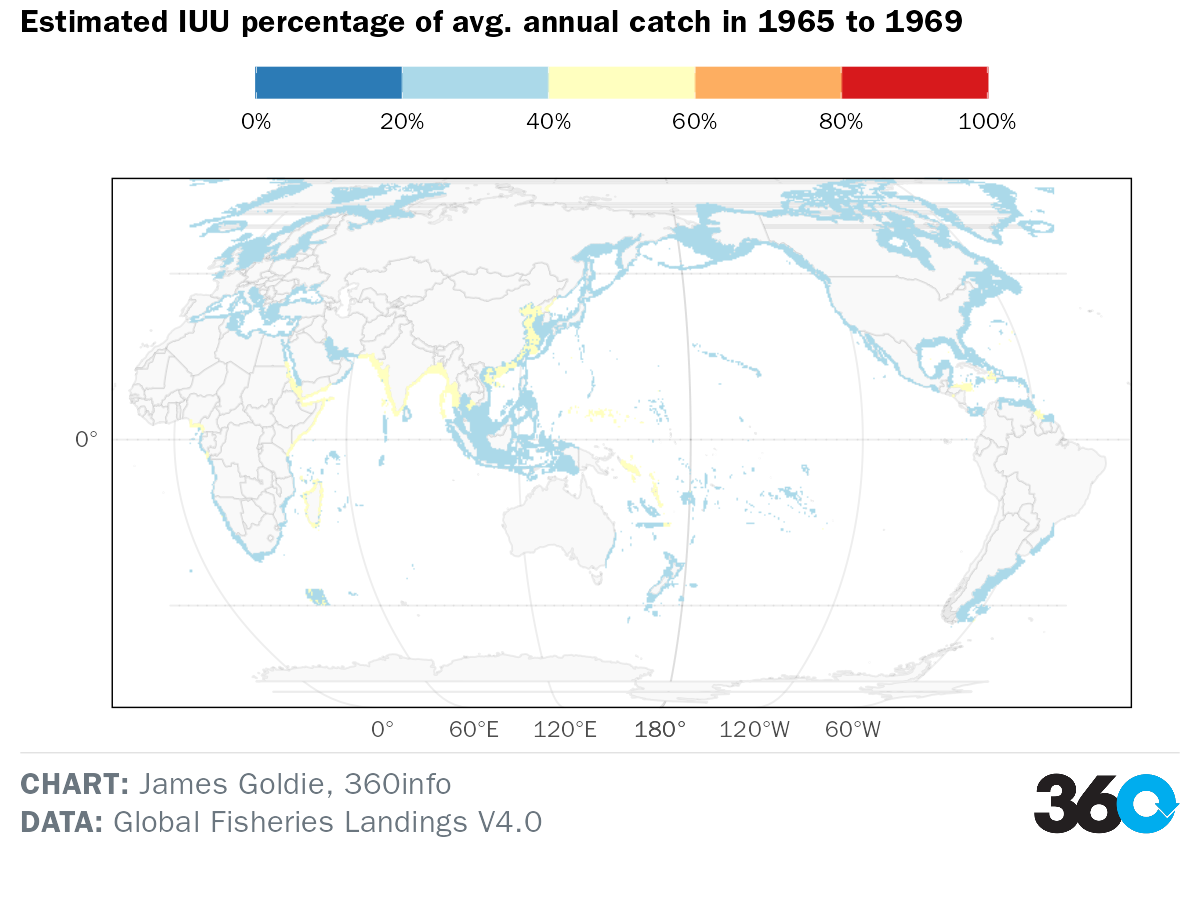 Estimated IUU percentage of avg. annual catch in 1965 to 1969
0% 20% 40% 60% 80% 100%
0°
0° 60°E 120°E 180° 120°W 60°W
CHART: James Goldie, 360info
DATA: Global Fisheries Landings V4.0
360